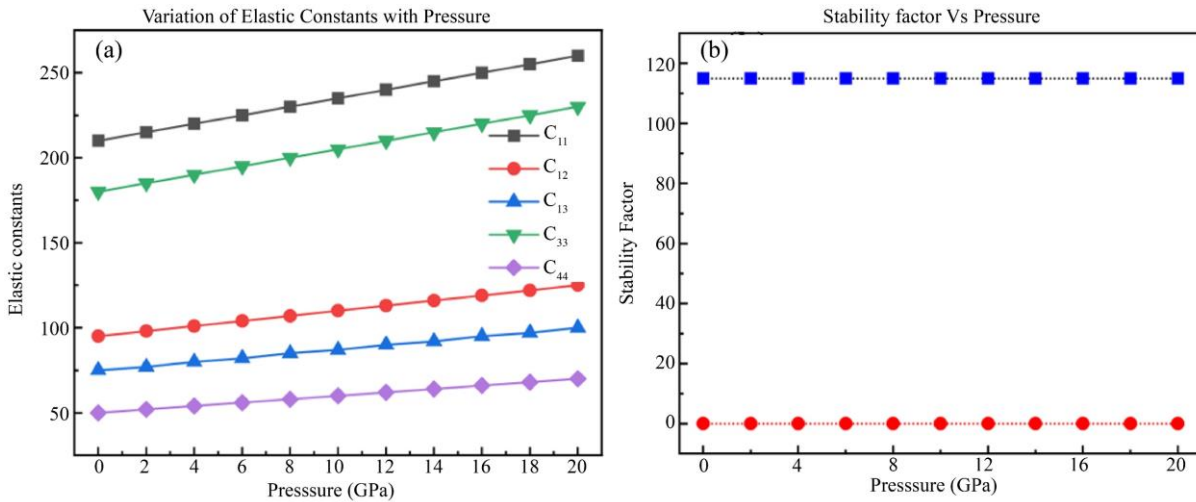 Variation of Elastic Constants with Pressure
(a)
250
200
150
100
50
Elastic constants
C₁₁
C₁₂
C₁₃
C₃₃
C₄₄
0 2 4 6 8 10 12 14 16 18 20
Presssure (GPa)
Stability factor Vs Pressure
(b)
120
100
80
60
40
20
0
Stability Factor
0 4 8 12 16 20
Presssure (GPa)